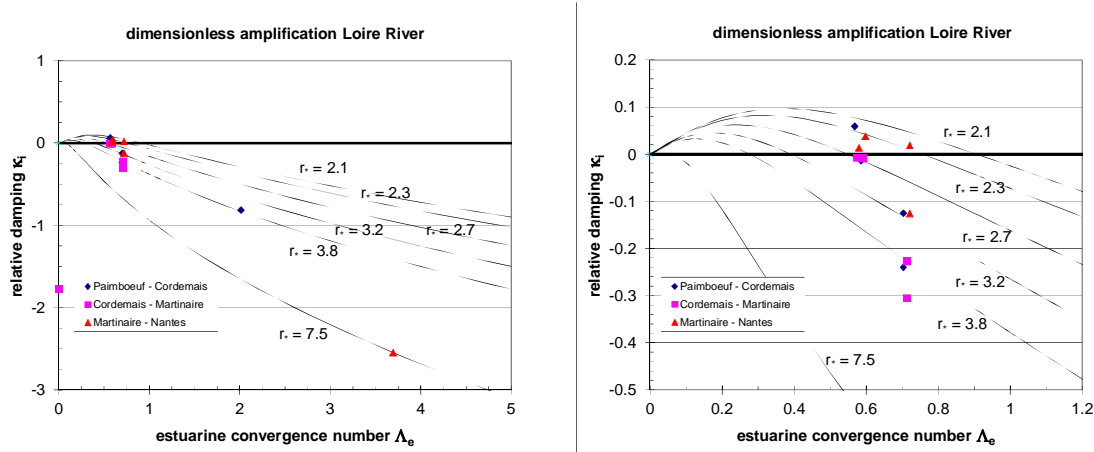 dimensionless amplification Loire River
relative damping κi
1
0
-1
-2
-3
r* = 2.1
r* = 2.3
r* = 3.2
r* = 2.7
r* = 3.8
r* = 7.5
Paimboeuf - Cordemais
Cordemais - Martinaire
Martinaire - Nantes
0 1 2 3 4 5
estuarine convergence number Λe
dimensionless amplification Loire River
relative damping κi
0.2
0.1
0
-0.1
-0.2
-0.3
-0.4
-0.5
r* = 2.1
r* = 2.3
r* = 2.7
r* = 3.2
r* = 3.8
r* = 7.5
Paimboeuf - Cordemais
Cordemais - Martinaire
Martinaire - Nantes
0 0.2 0.4 0.6 0.8 1 1.2
estuarine convergence number Λe